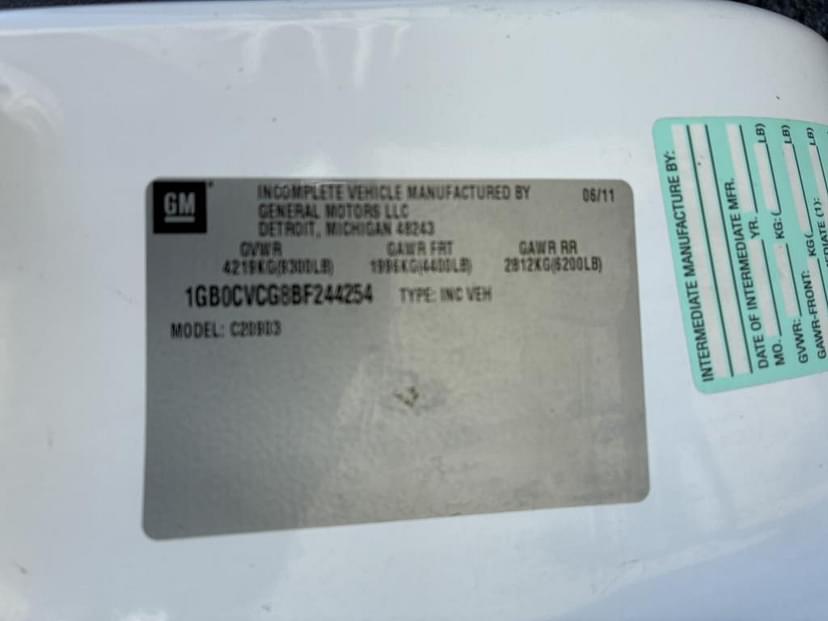 GM
INCOMPLETE VEHICLE MANUFACTURED BY 06/11
GENERAL MOTORS LLC
DETROIT, MICHIGAN 48243
GVWR GAWR FRT GAWR RR
4219KG(9300LB) 1996KG(4400LB) 2812KG(6200LB)
1GB0CVCG8BF244254 TYPE: INC VEH
MODEL: C20903
INTERMEDIATE MANUFACTURE BY:
DATE OF INTERMEDIATE MFR.
MO. YR.
GVWR: KG:( LB)
GAWR-FRONT: KG( LB)
LB)